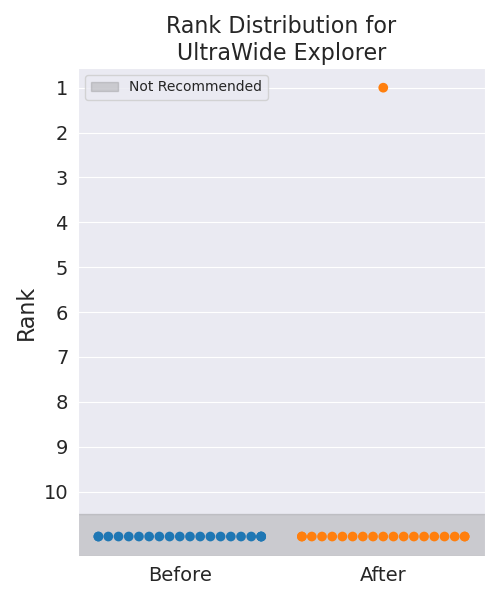 Rank Distribution for
UltraWide Explorer
Not Recommended
Rank
1
2
3
4
5
6
7
8
9
10
Before
After